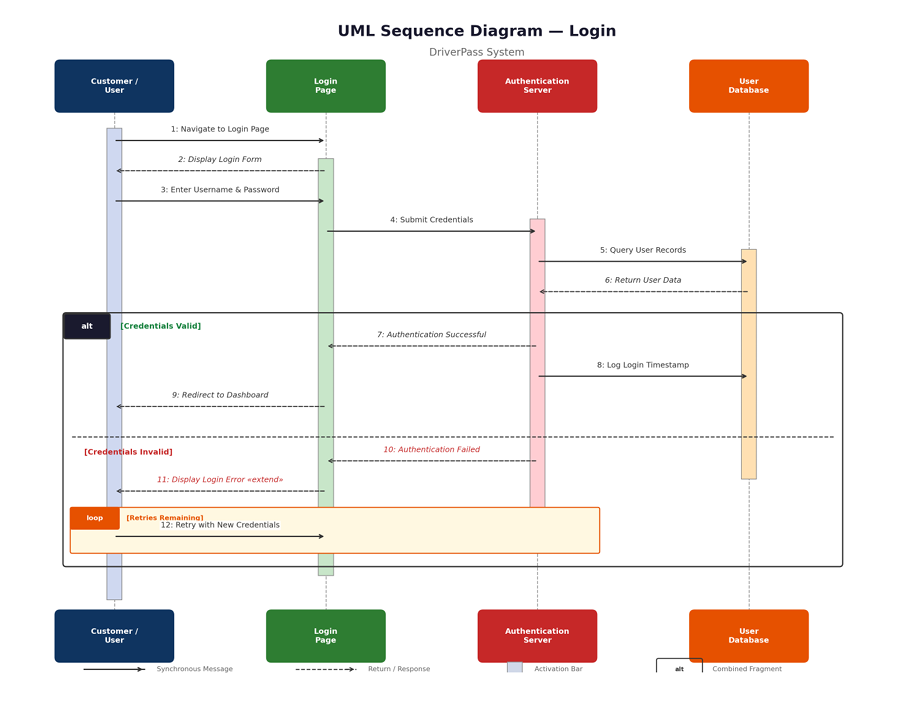 UML Sequence Diagram — Login
DriverPass System
Customer /
User
Login
Page
Authentication
Server
User
Database
1: Navigate to Login Page
2: Display Login Form
3: Enter Username & Password
4: Submit Credentials
5: Query User Records
6: Return User Data
alt
[Credentials Valid]
7: Authentication Successful
8: Log Login Timestamp
9: Redirect to Dashboard
[Credentials Invalid]
10: Authentication Failed
11: Display Login Error «extend»
loop
[Retries Remaining]
12: Retry with New Credentials
Customer /
User
Login
Page
Authentication
Server
User
Database
Synchronous Message
Return / Response
Activation Bar
alt
Combined Fragment